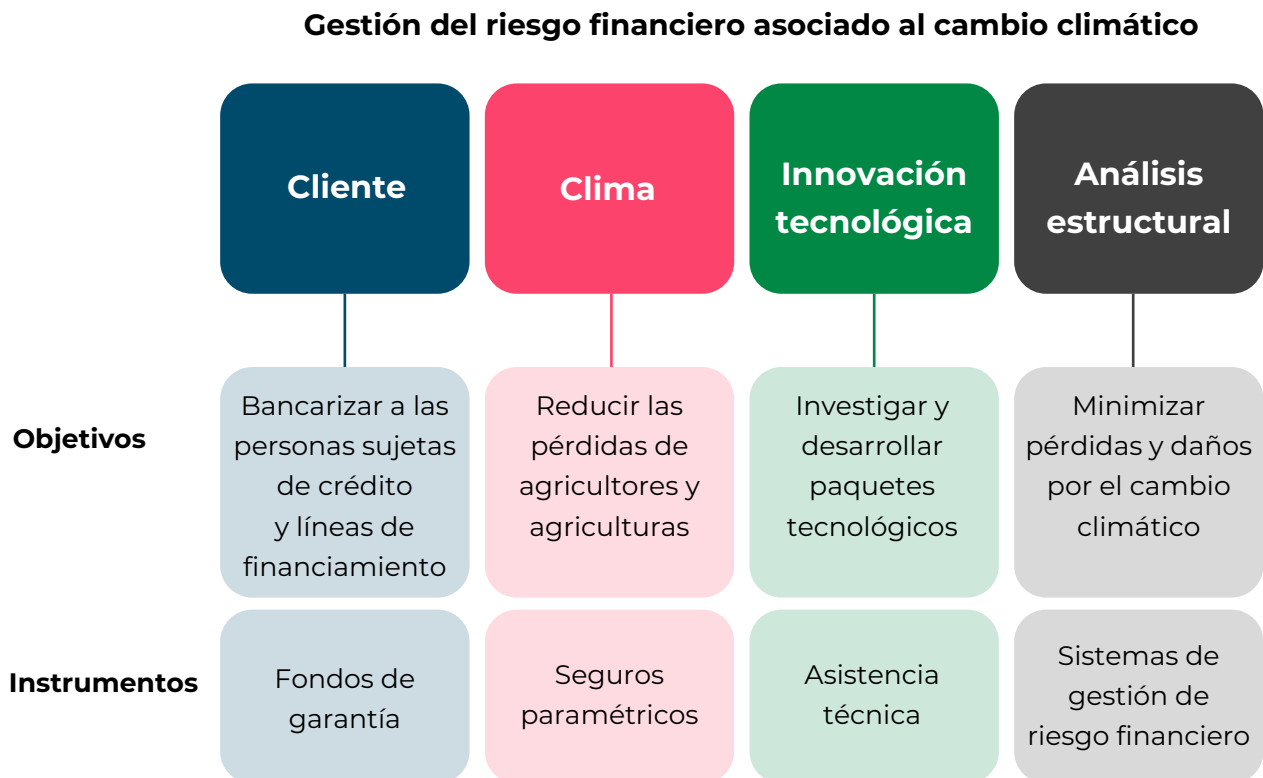 Gestión del riesgo financiero asociado al cambio climático
Cliente
Clima
Innovación
tecnológica
Análisis
estructural
Objetivos
Bancarizar a las
personas sujetas
de crédito
y líneas de
financiamiento
Reducir las
pérdidas de
agricultores y
agriculturas
Investigar y
desarrollar
paquetes
tecnológicos
Minimizar
pérdidas y daños
por el cambio
climático
Instrumentos
Fondos de
garantía
Seguros
paramétricos
Asistencia
técnica
Sistemas de
gestión de
riesgo financiero